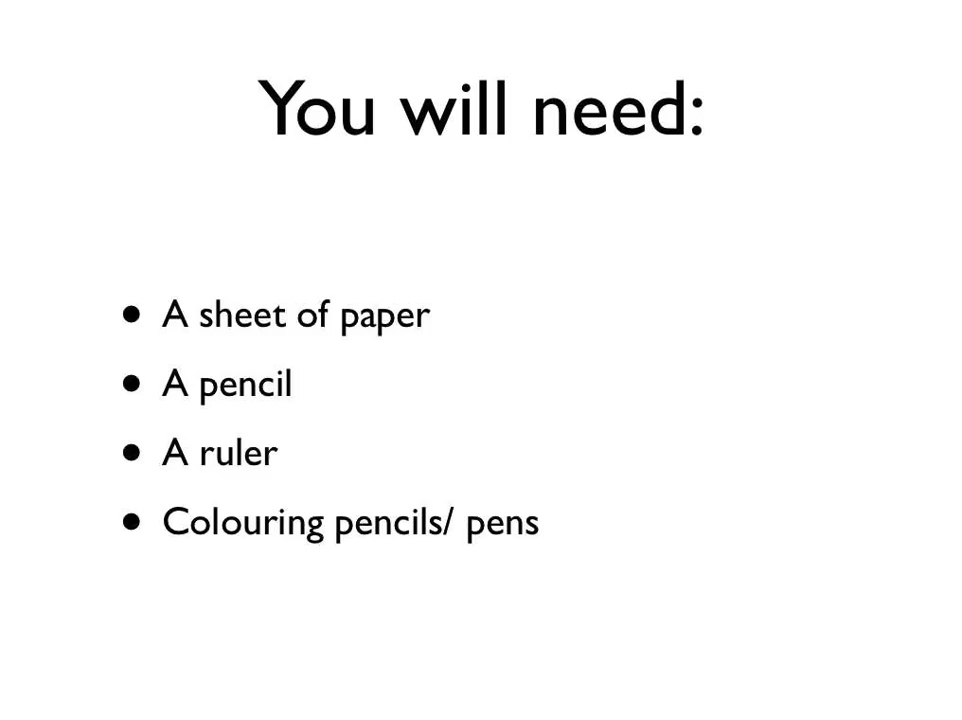 You will need:
• A sheet of paper
• A pencil
• A ruler
• Colouring pencils/ pens